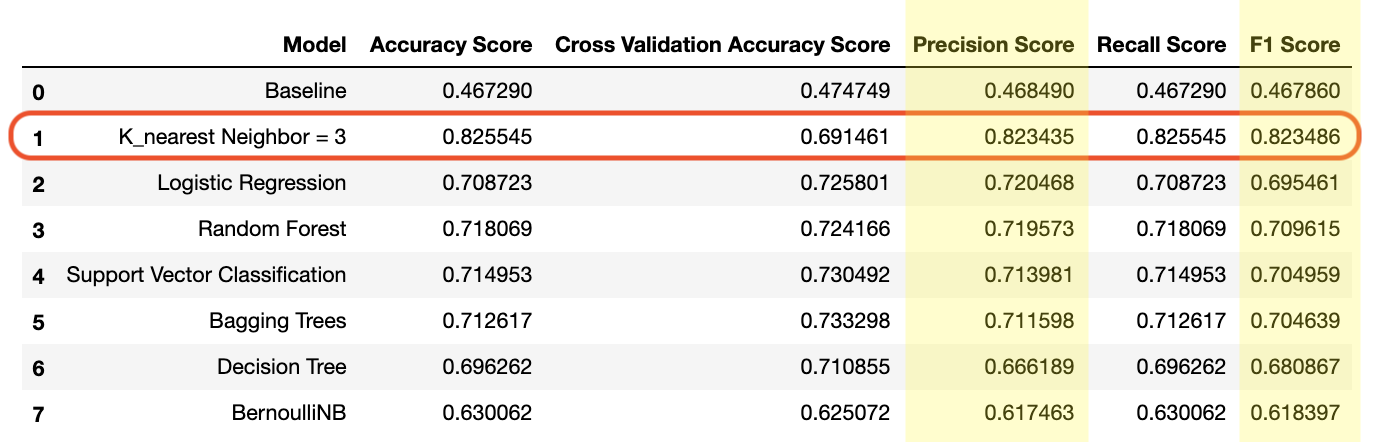 Model Accuracy Score Cross Validation Accuracy Score Precision Score Recall Score F1 Score
0 Baseline 0.467290 0.474749 0.468490 0.467290 0.467860
1 K_nearest Neighbor = 3 0.825545 0.691461 0.823435 0.825545 0.823486
2 Logistic Regression 0.708723 0.725801 0.720468 0.708723 0.695461
3 Random Forest 0.718069 0.724166 0.719573 0.718069 0.709615
4 Support Vector Classification 0.714953 0.730492 0.713981 0.714953 0.704959
5 Bagging Trees 0.712617 0.733298 0.711598 0.712617 0.704639
6 Decision Tree 0.696262 0.710855 0.666189 0.696262 0.680867
7 BernoulliNB 0.630062 0.625072 0.617463 0.630062 0.618397